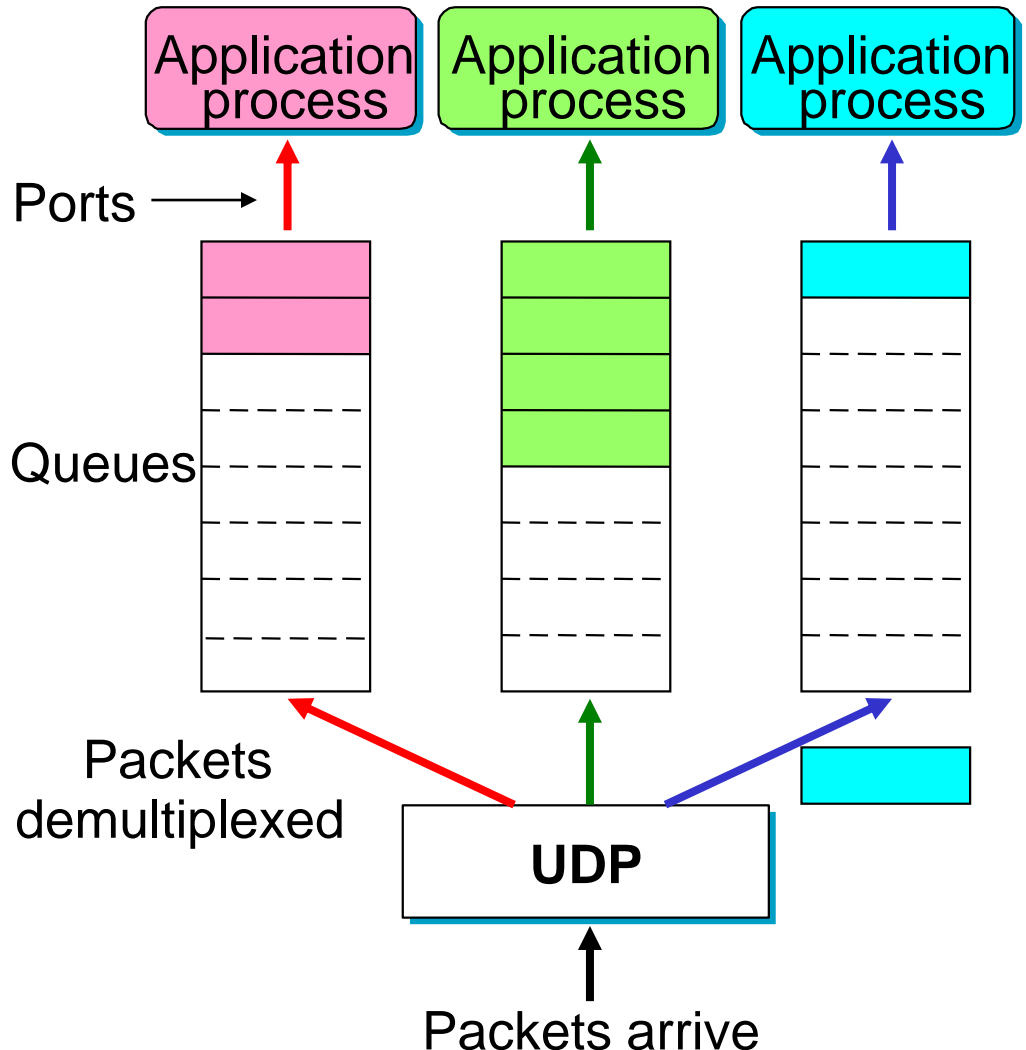 Application
process
Application
process
Application
process
Ports
Queues
Packets
demultiplexed
UDP
Packets arrive